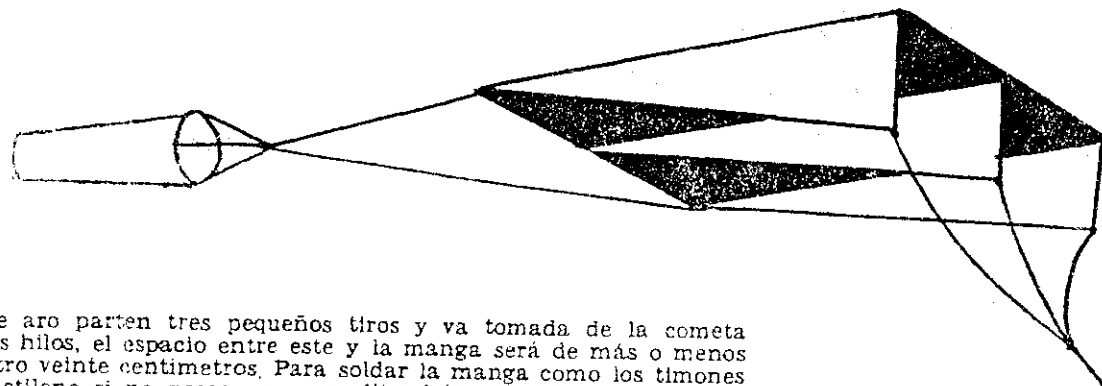 e aro parten tres pequeños tiros y va tomada de la cometa
s hilos, el espacio entre este y la manga será de más o menos
tro veinte centímetros. Para soldar la manga como los timones